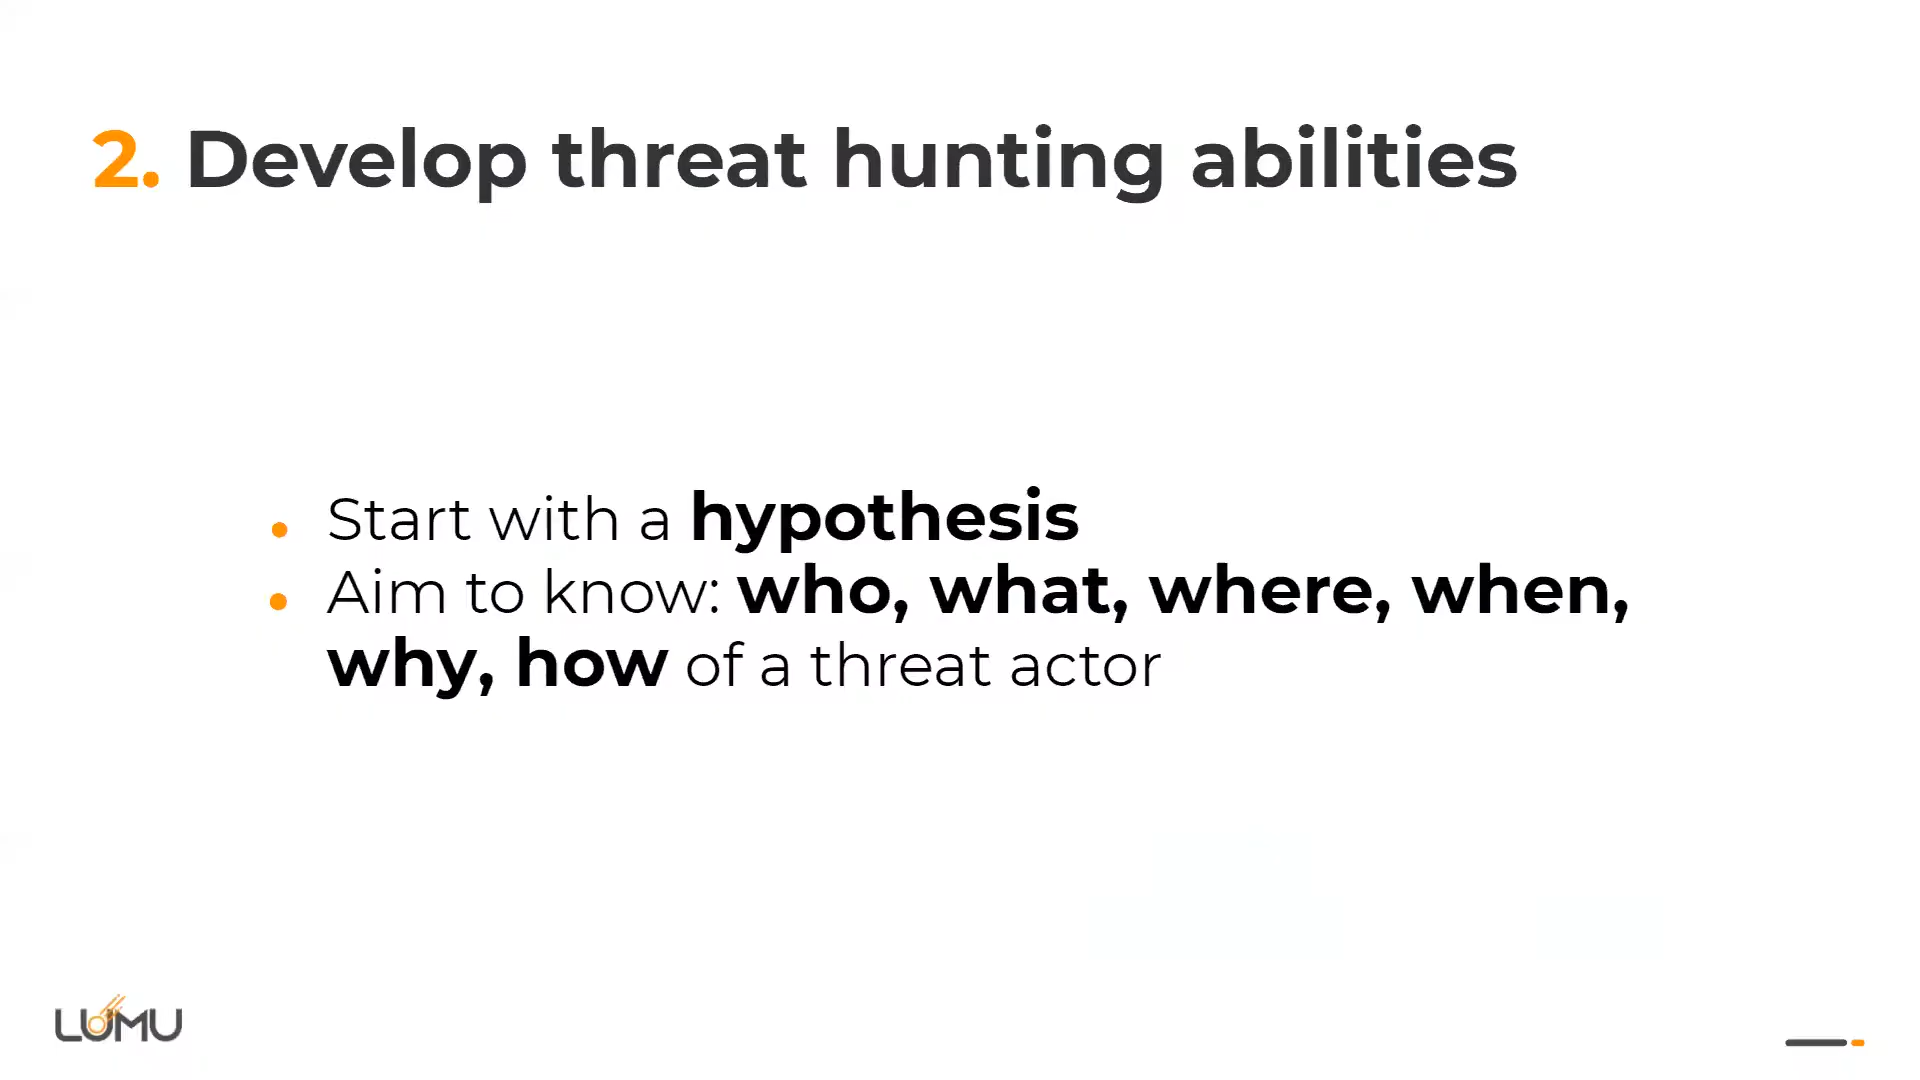 2. Develop threat hunting abilities
• Start with a hypothesis
• Aim to know: who, what, where, when,
why, how of a threat actor
LUMU